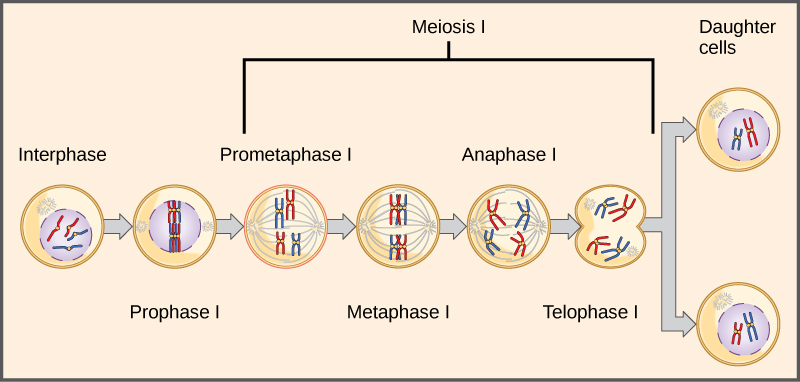 Meiosis I
Daughter
cells
Interphase
Prometaphase I
Anaphase I
Prophase I
Metaphase I
Telophase I